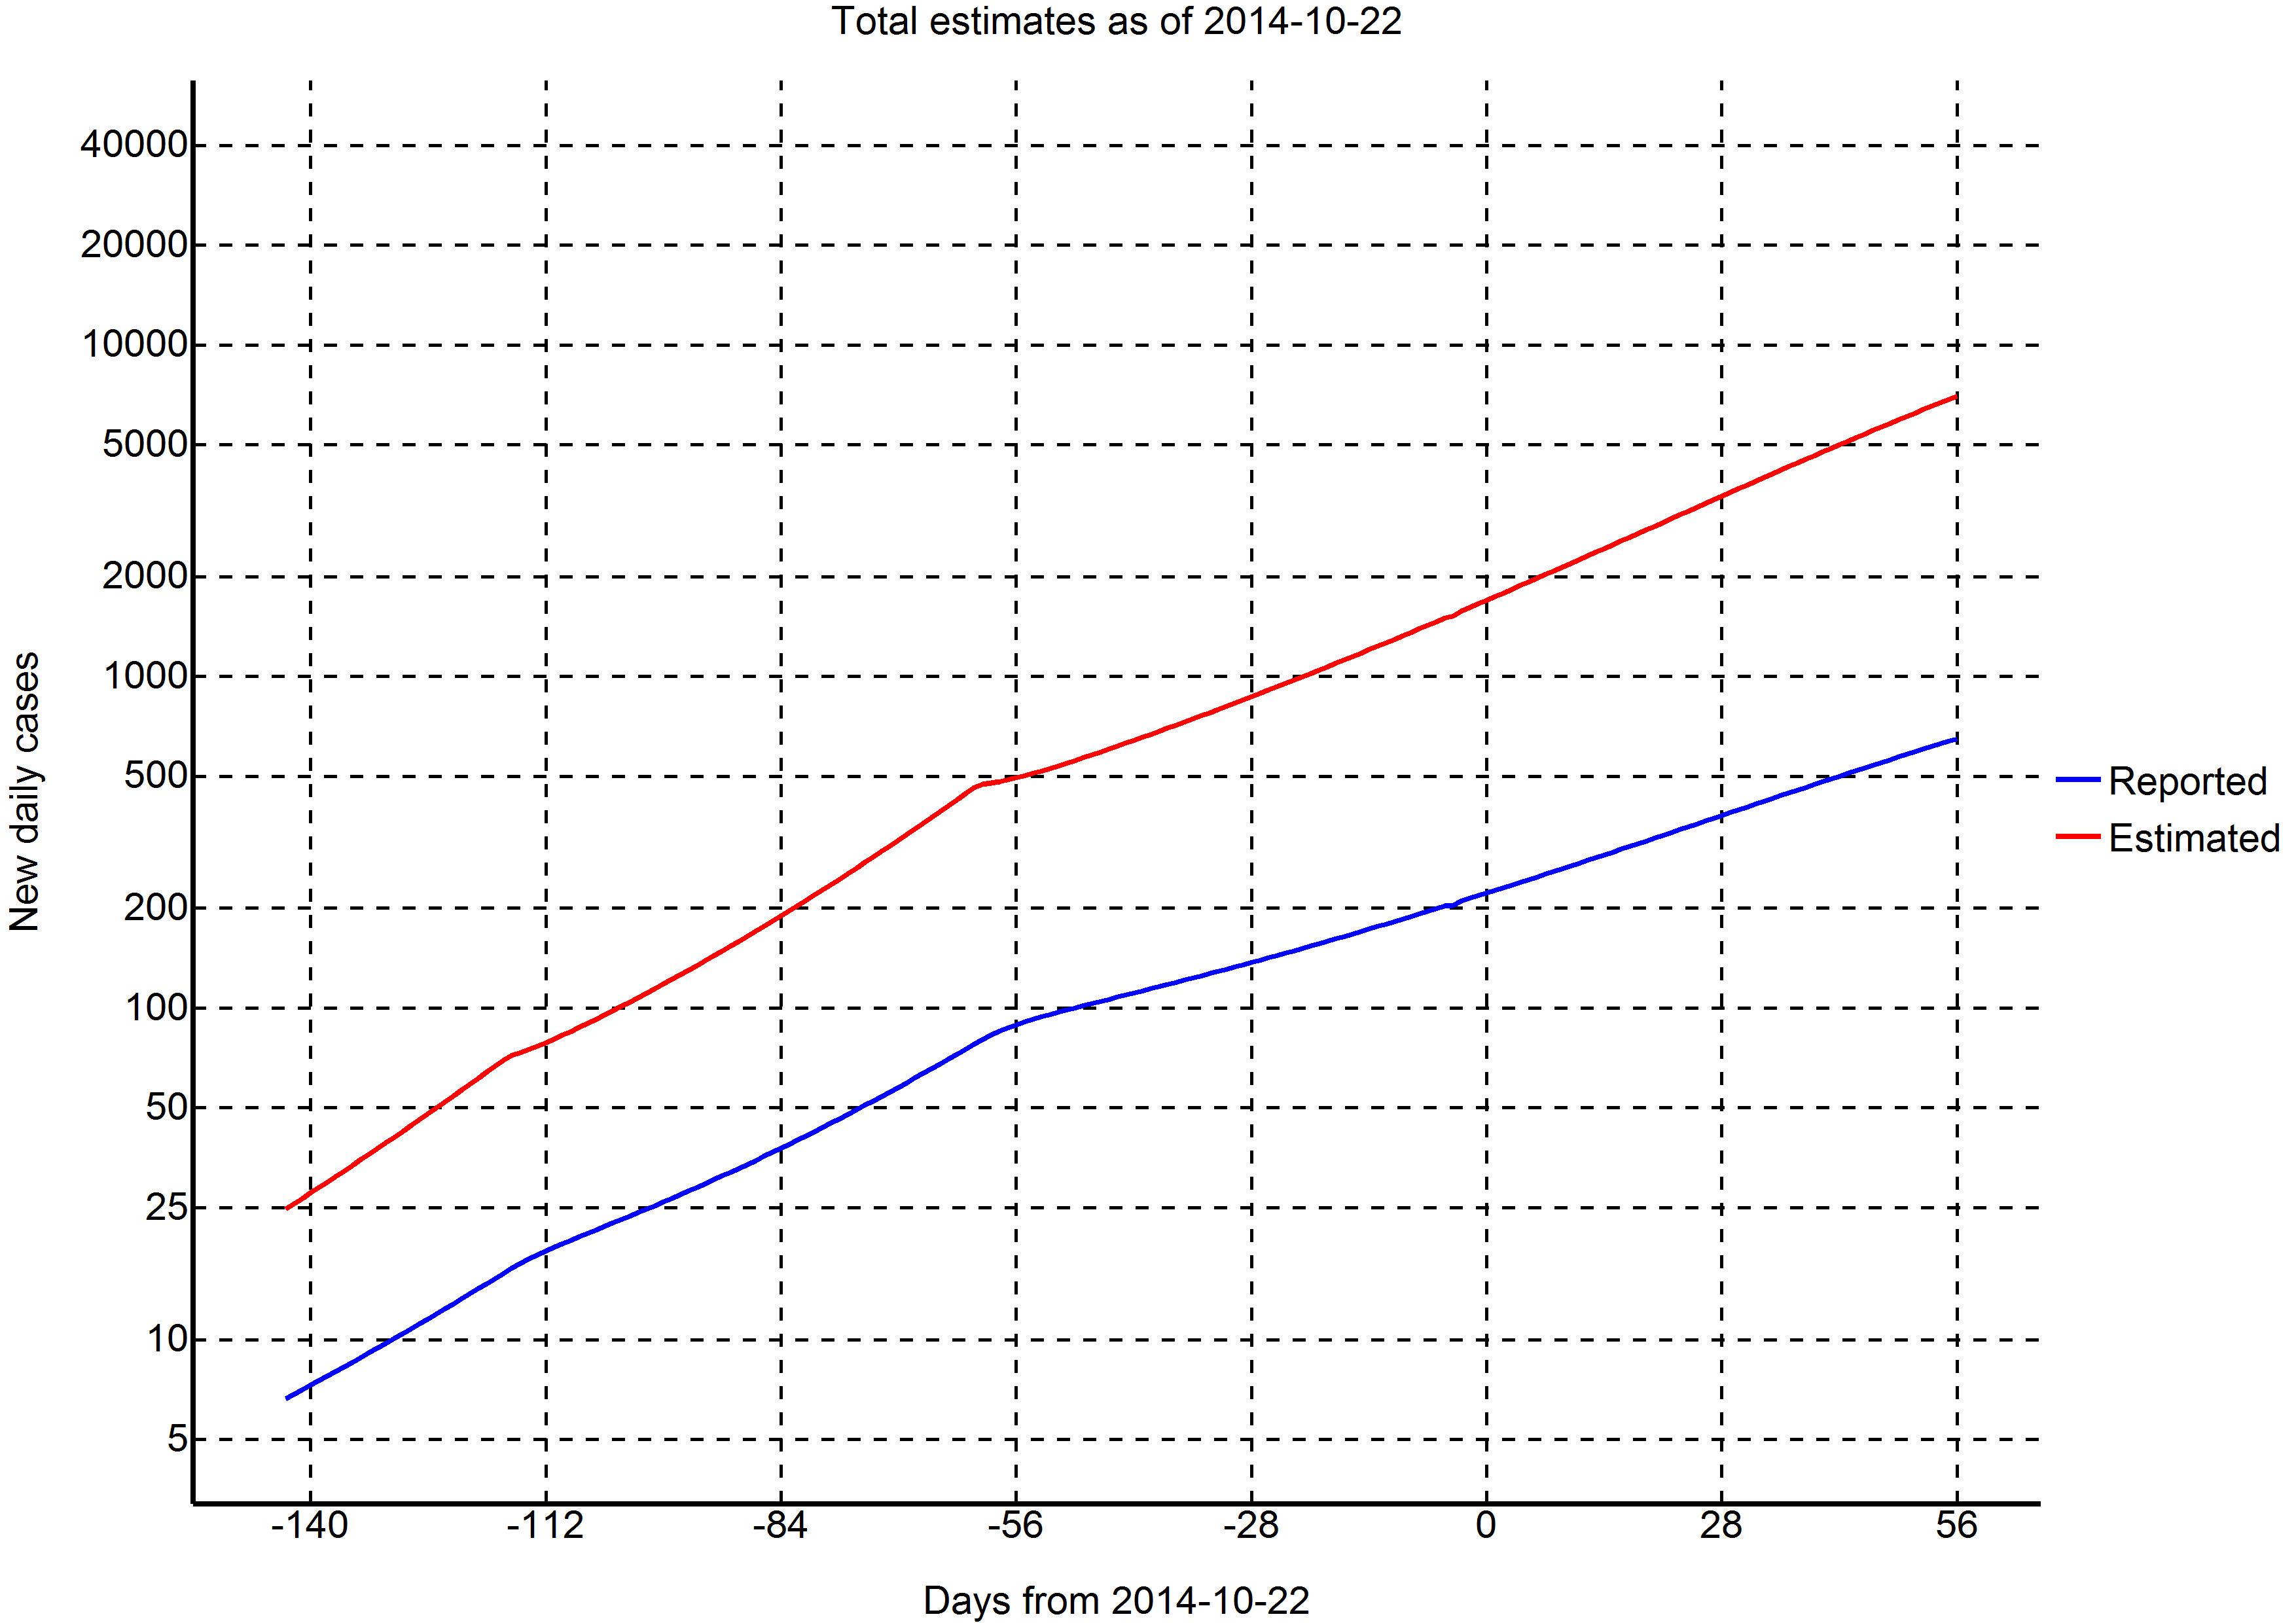 Total estimates as of 2014-10-22
New daily cases
40000
20000
10000
5000
2000
1000
500
200
100
50
25
10
5
-140 -112 -84 -56 -28 0 28 56
Days from 2014-10-22
Reported
Estimated